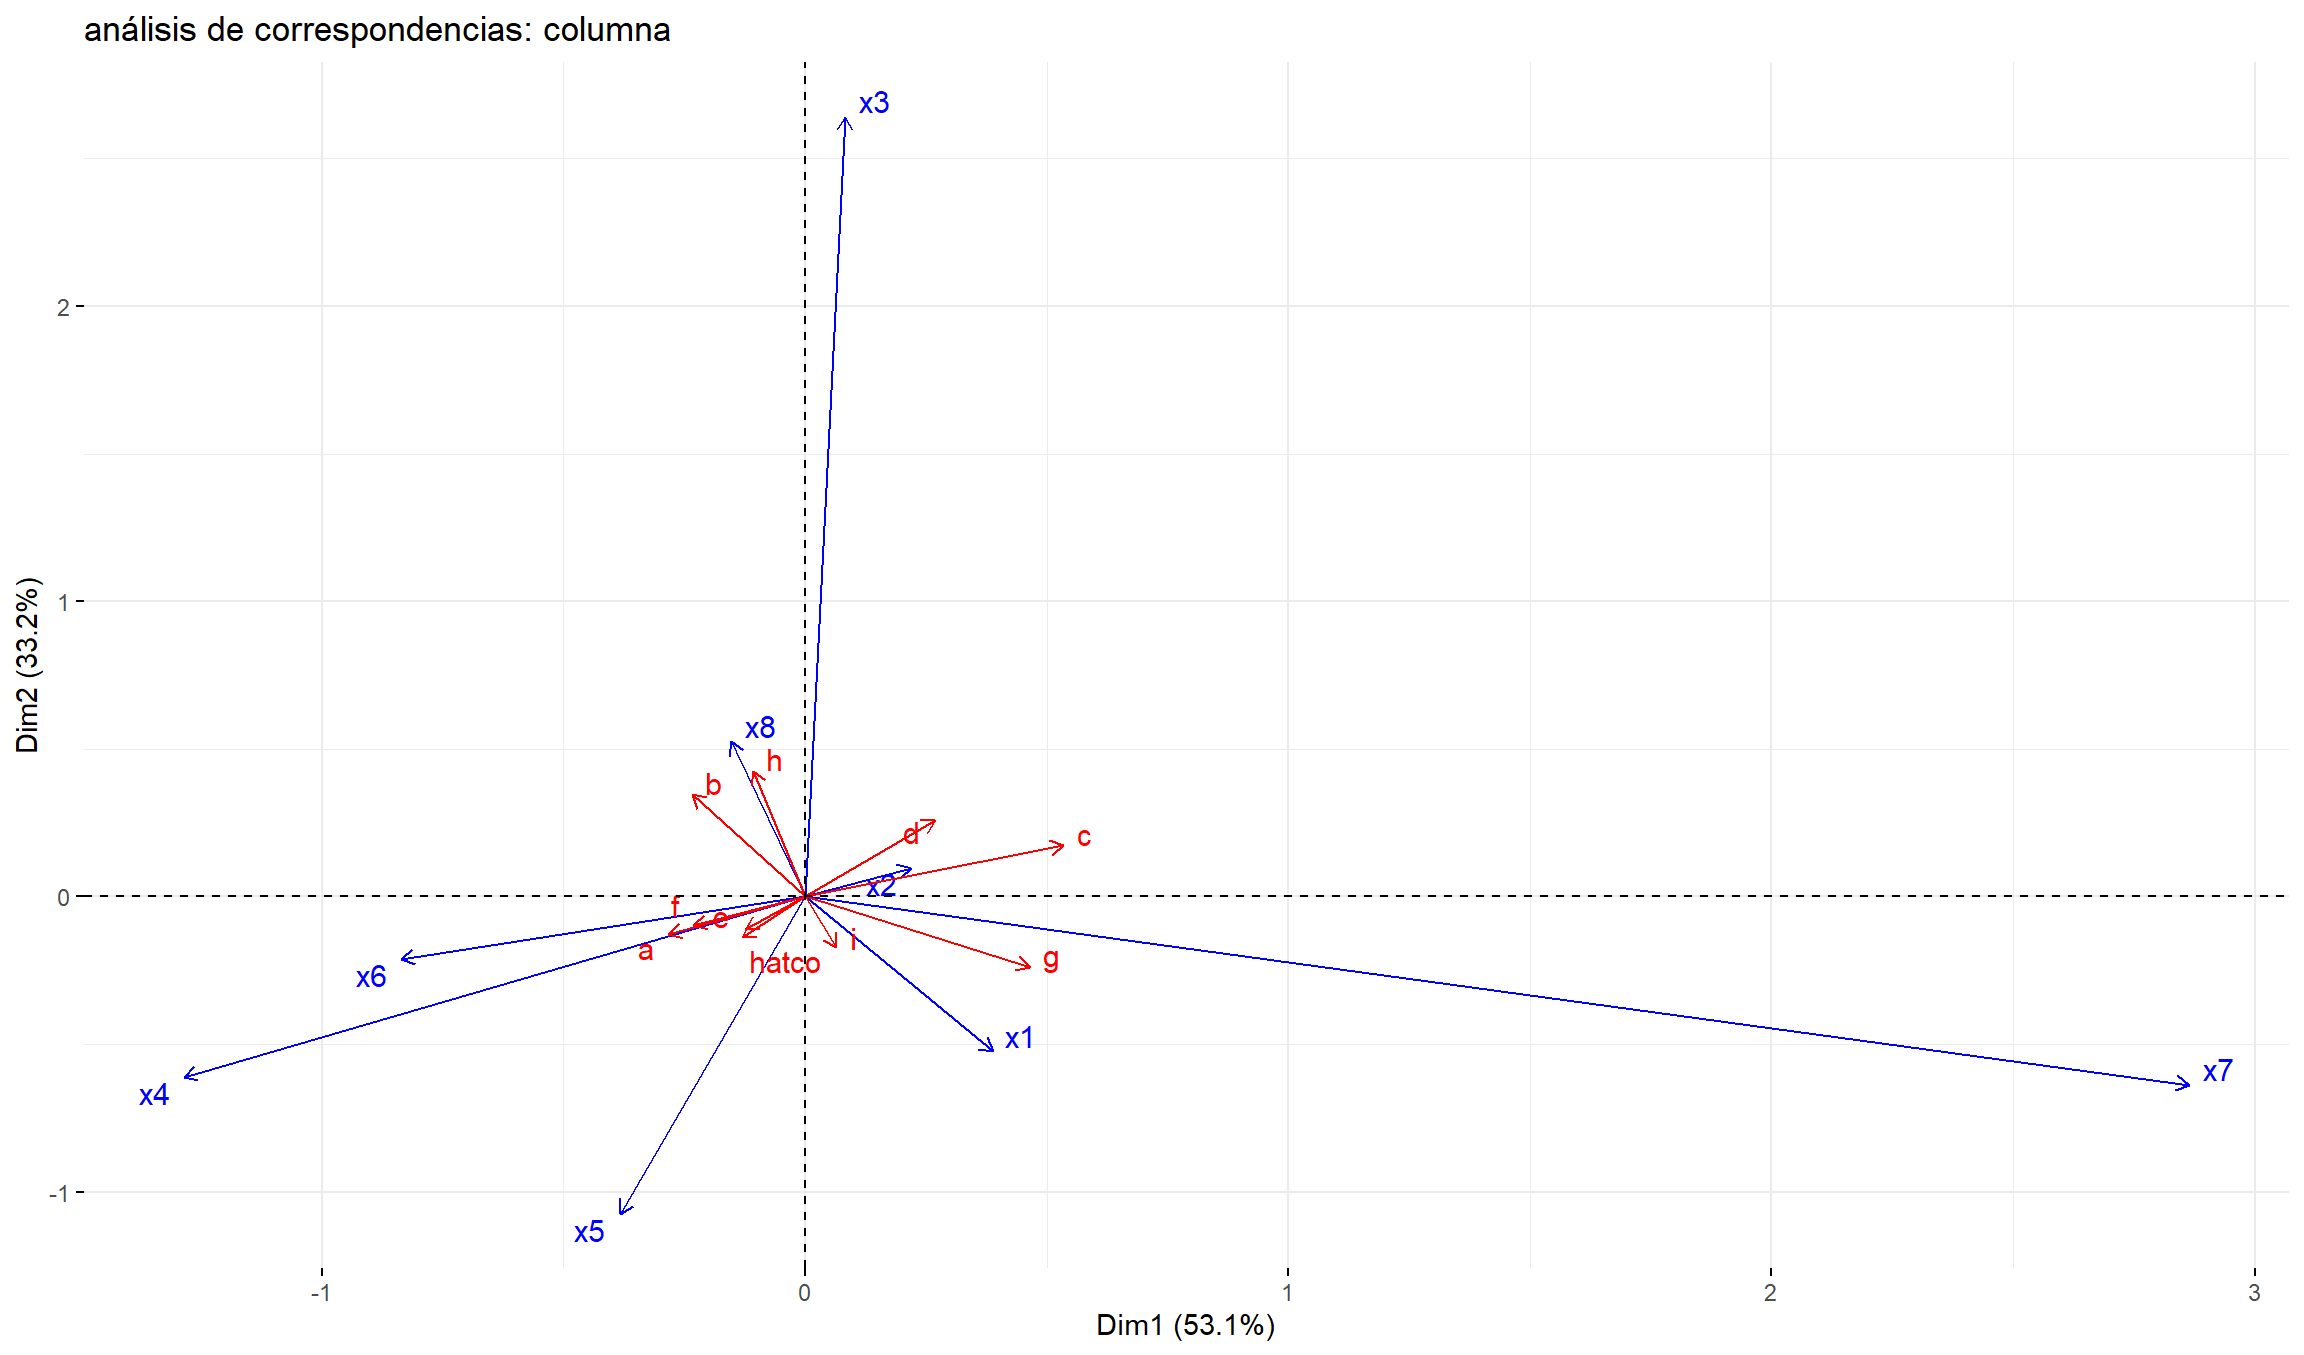 análisis de correspondencias: columna
x3
2
1
x8
h
b
d
c
x2
0
f
e
a
i
hatco
g
x6
x1
x7
x4
-1
x5
-1
0
1
2
3
Dim1 (53.1%)
Dim2 (33.2%)